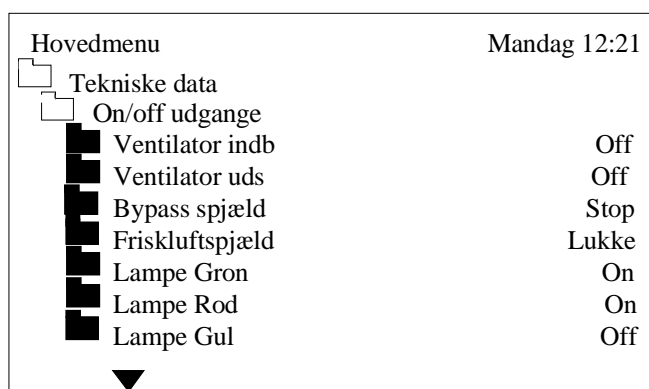 Hovedmenu Mandag 12:21
Tekniske data
On/off udgange
Ventilator indb Off
Ventilator uds Off
Bypass spjæld Stop
Friskluftspjæld Lukke
Lampe Gron On
Lampe Rod On
Lampe Gul Off